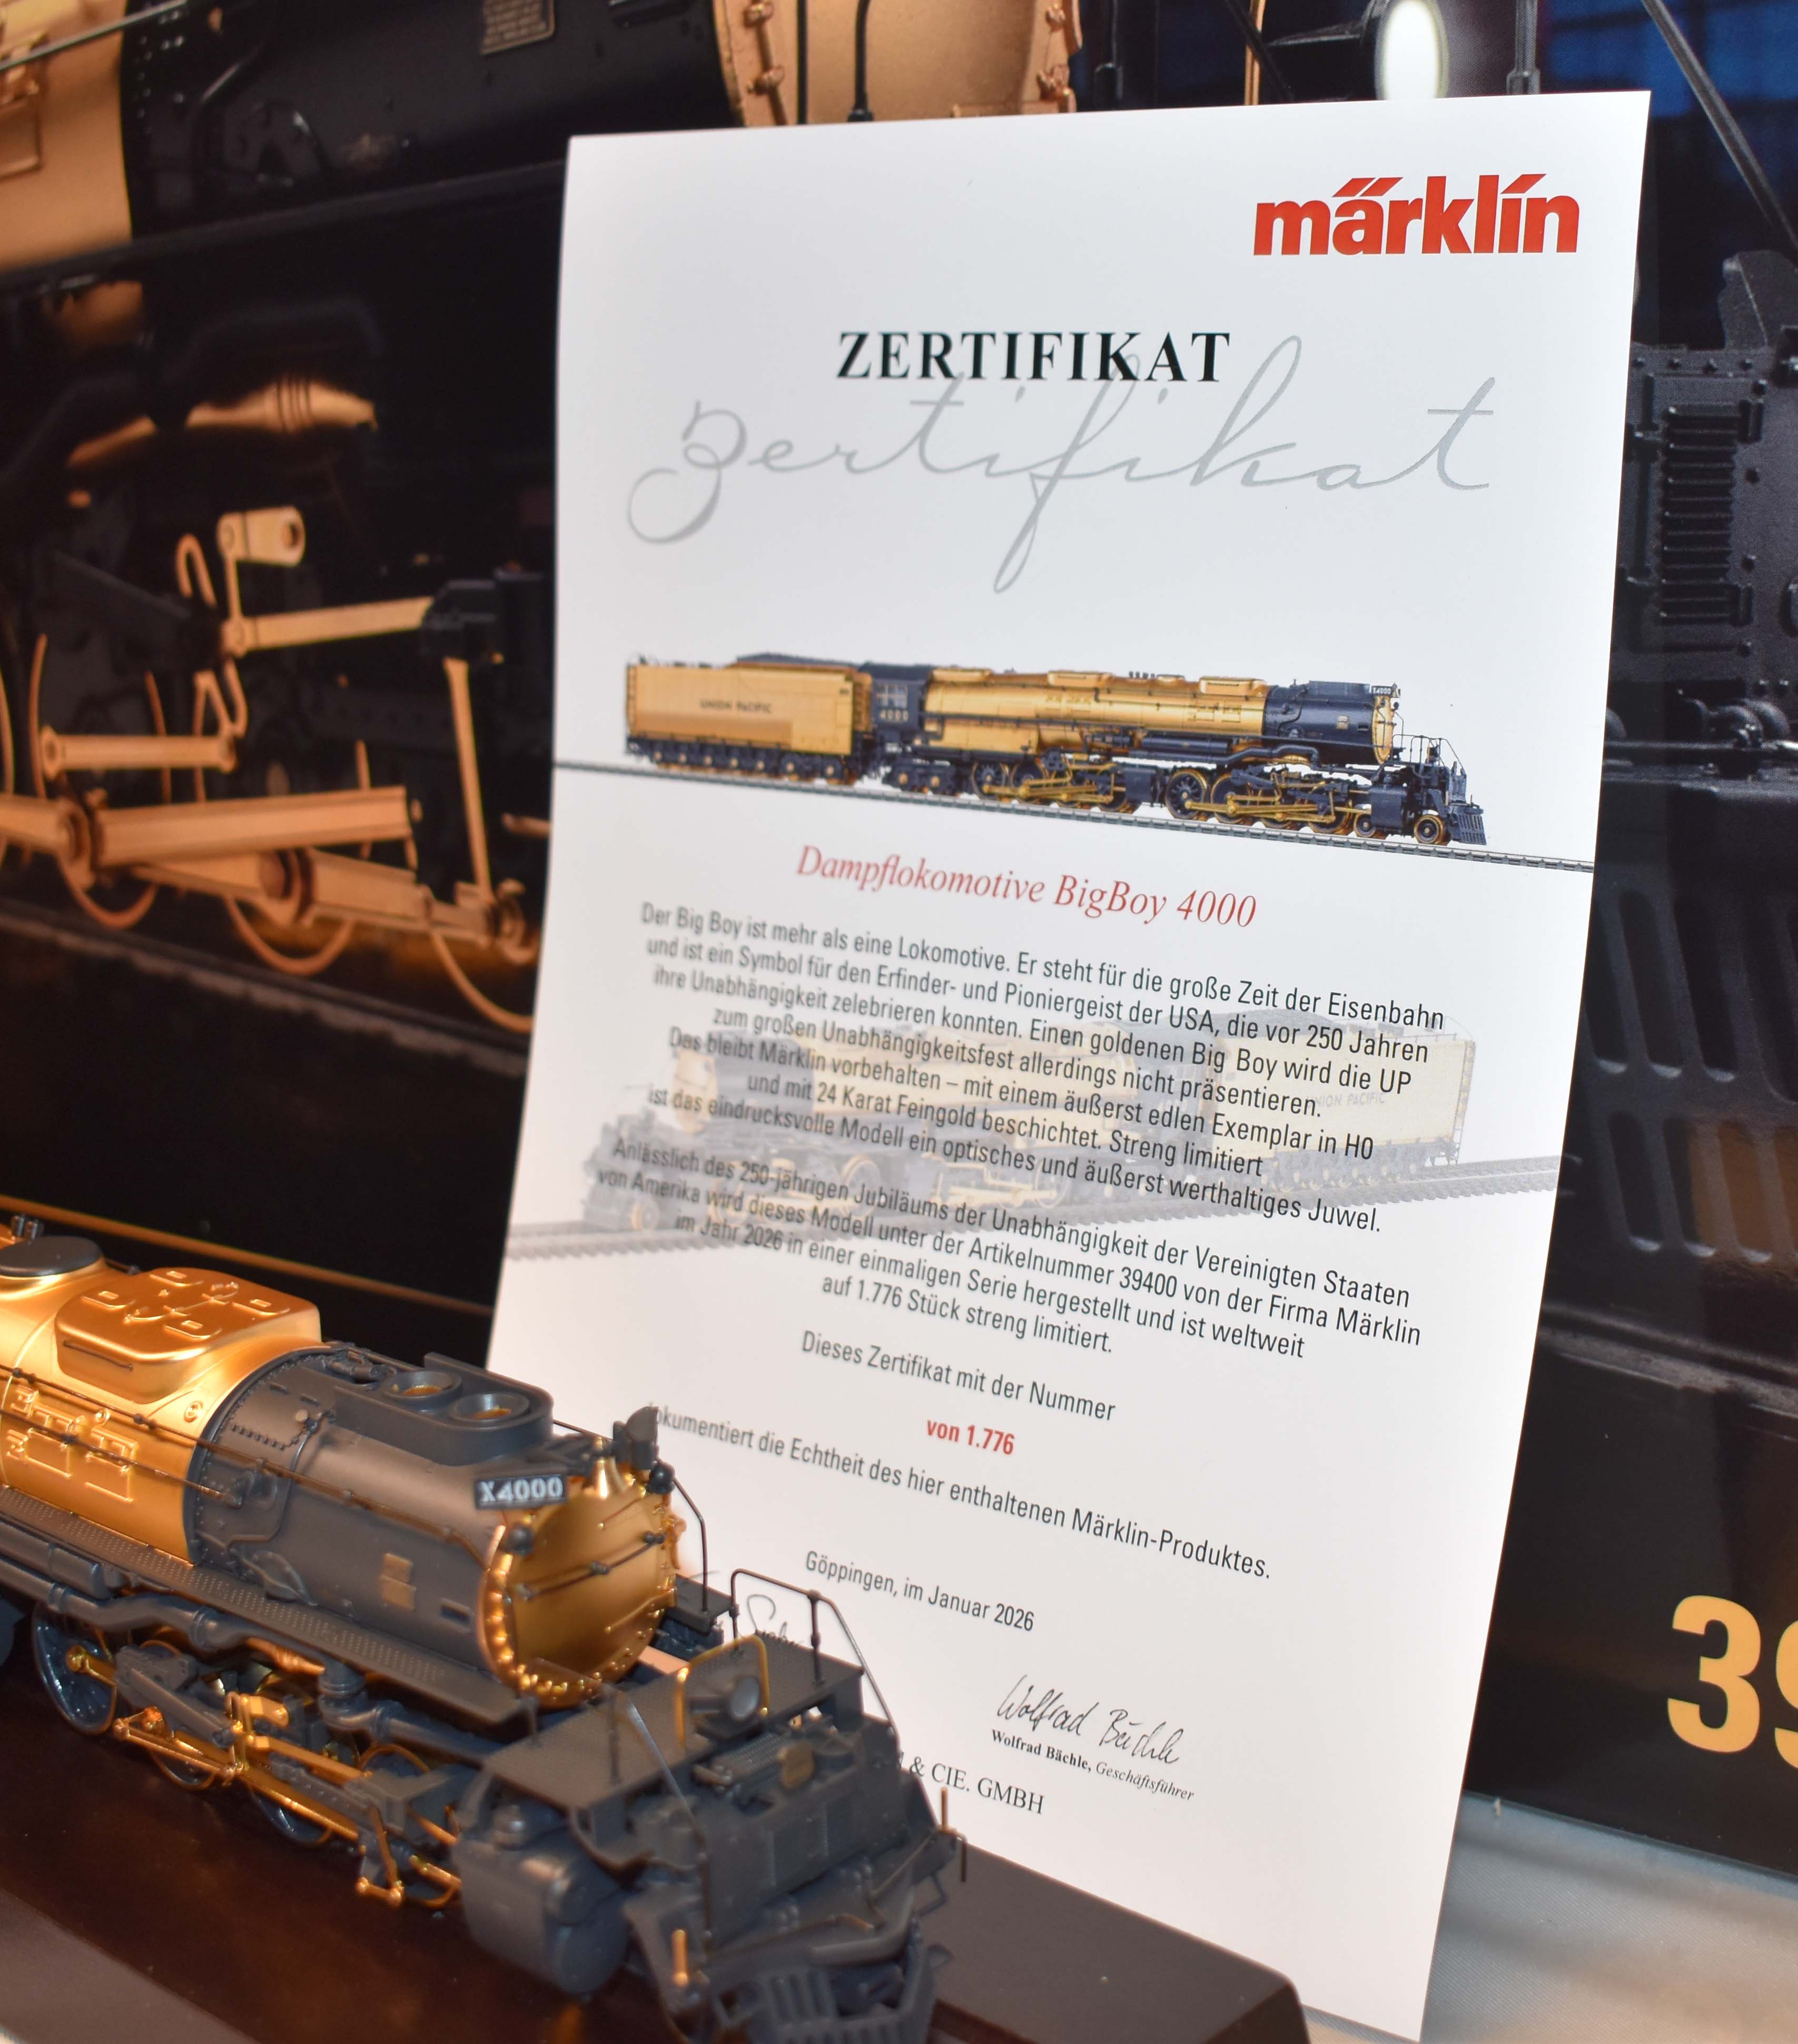 märklin
ZERTIFIKAT
Zertifikat
UNION PACIFIC
4000
X4000
Dampflokomotive BigBoy 4000
Der Big Boy ist mehr als eine Lokomotive. Er steht für die große Zeit der Eisenbahn
und ist ein Symbol für den Erfinder- und Pioniergeist der USA, die vor 250 Jahren
ihre Unabhängigkeit zelebrieren konnten. Einen goldenen Big Boy wird die UP
zum großen Unabhängigkeitsfest allerdings nicht präsentieren.
Das bleibt Märklin vorbehalten – mit einem äußerst edlen Exemplar in H0
und mit 24 Karat Feingold beschichtet. Streng limitiert
ist das eindrucksvolle Modell ein optisches und äußerst werthaltiges Juwel.
UNION PACIFIC
Anlässlich des 250-jährigen Jubiläums der Unabhängigkeit der Vereinigten Staaten
von Amerika wird dieses Modell unter der Artikelnummer 39400 von der Firma Märklin
im Jahr 2026 in einer einmaligen Serie hergestellt und ist weltweit
auf 1.776 Stück streng limitiert.
Dieses Zertifikat mit der Nummer
von 1.776
okumentiert die Echtheit des hier enthaltenen Märklin-Produktes.
Göppingen, im Januar 2026
Wolfrad Bächle
Wolfrad Bächle, Geschäftsführer
& CIE. GMBH
X4000
39